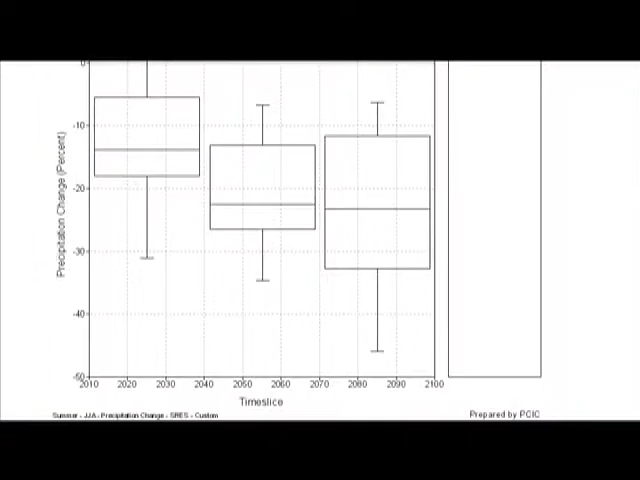 0
-10
-20
-30
-40
-50
Precipitation Change (Percent)
2010 2020 2030 2040 2050 2060 2070 2080 2090 2100
Timeslice
Summer - JJA - Precipitation Change - SRES - Custom
Prepared by PCIC